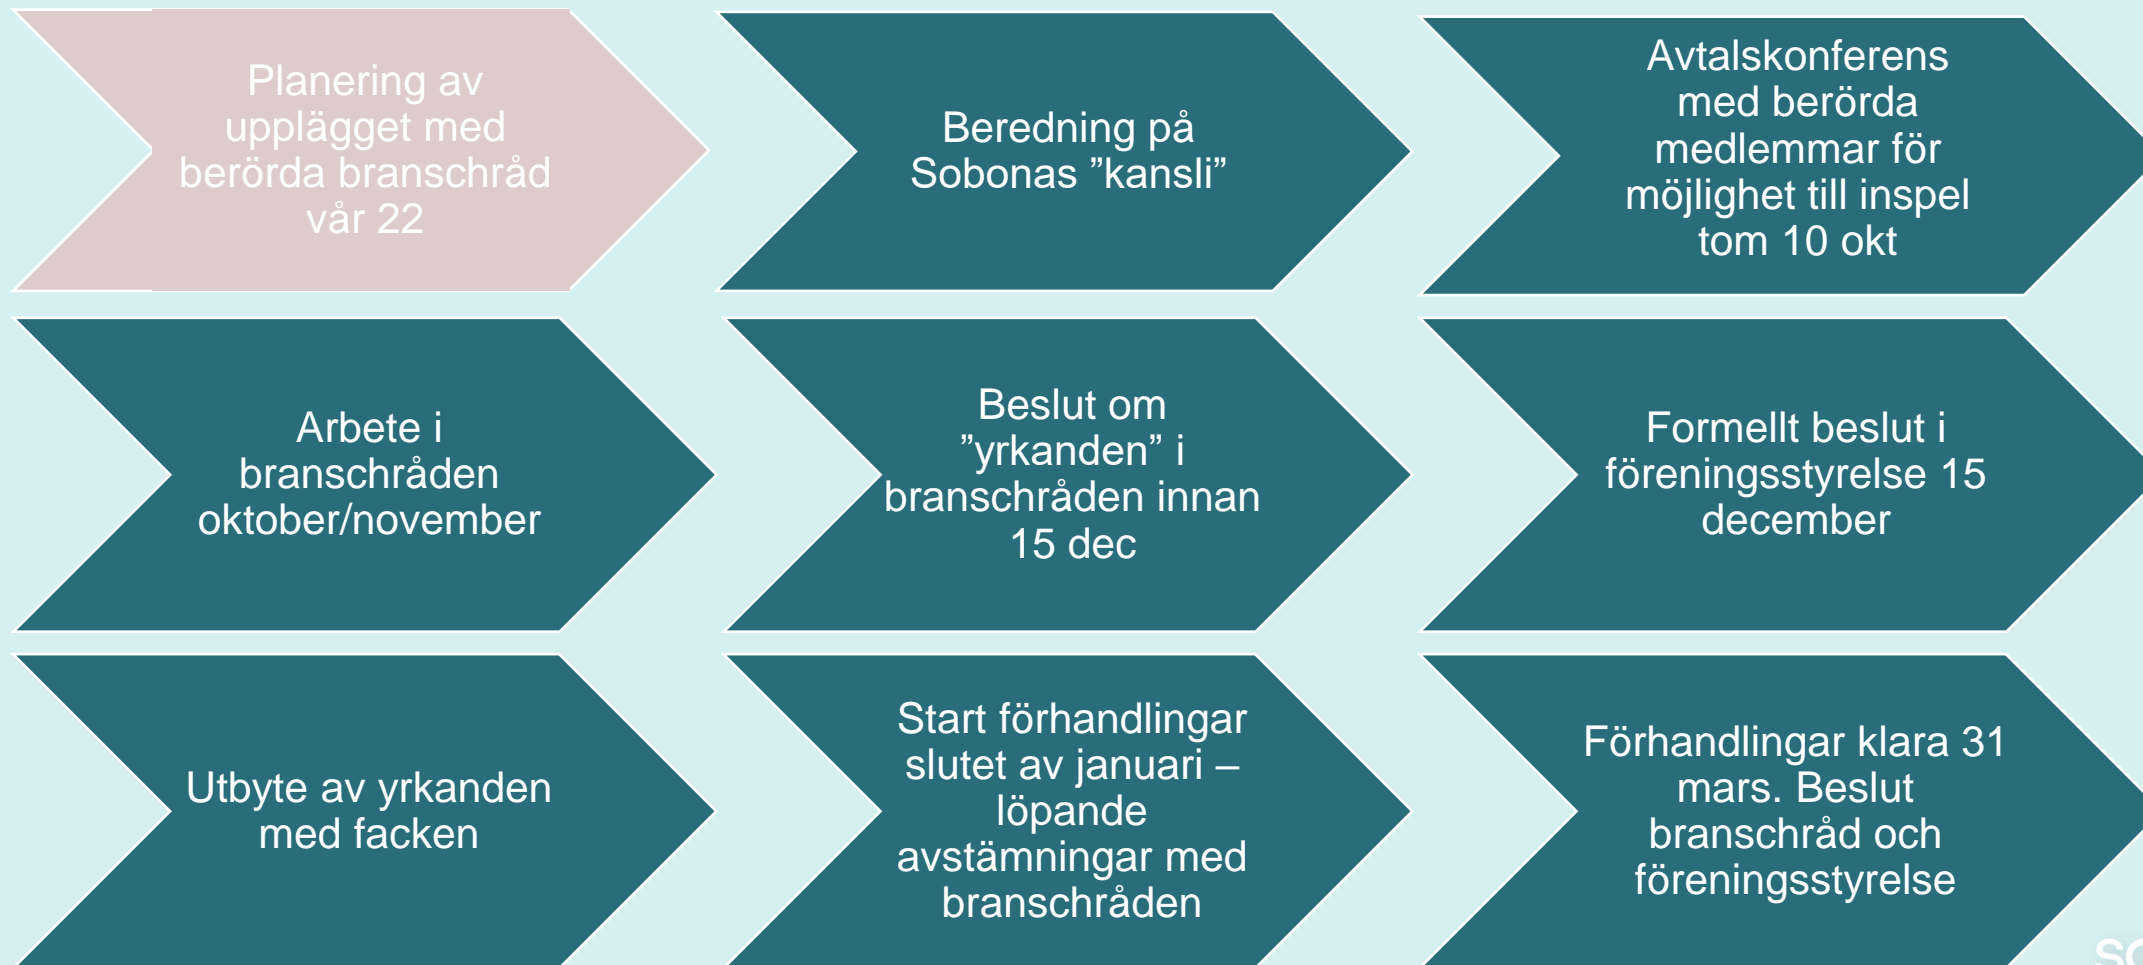 Planering av
upplägget med
berörda branschråd
vår 22
Beredning på
Sobonas ”kansli”
Avtalskonferens
med berörda
medlemmar för
möjlighet till inspel
tom 10 okt
Arbete i
branschråden
oktober/november
Beslut om
”yrkanden” i
branschråden innan
15 dec
Formellt beslut i
föreningsstyrelse 15
december
Utbyte av yrkanden
med facken
Start förhandlingar
slutet av januari –
löpande
avstämningar med
branschråden
Förhandlingar klara 31
mars. Beslut
branschråd och
föreningsstyrelse